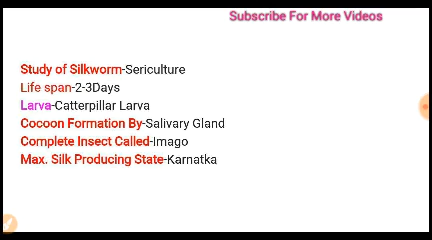 Subscribe For More Videos
Study of Silkworm-Sericulture
Life span-2-3Days
Larva-Catterpillar Larva
Cocoon Formation By-Salivary Gland
Complete Insect Called-Imago
Max. Silk Producing State-Karnatka